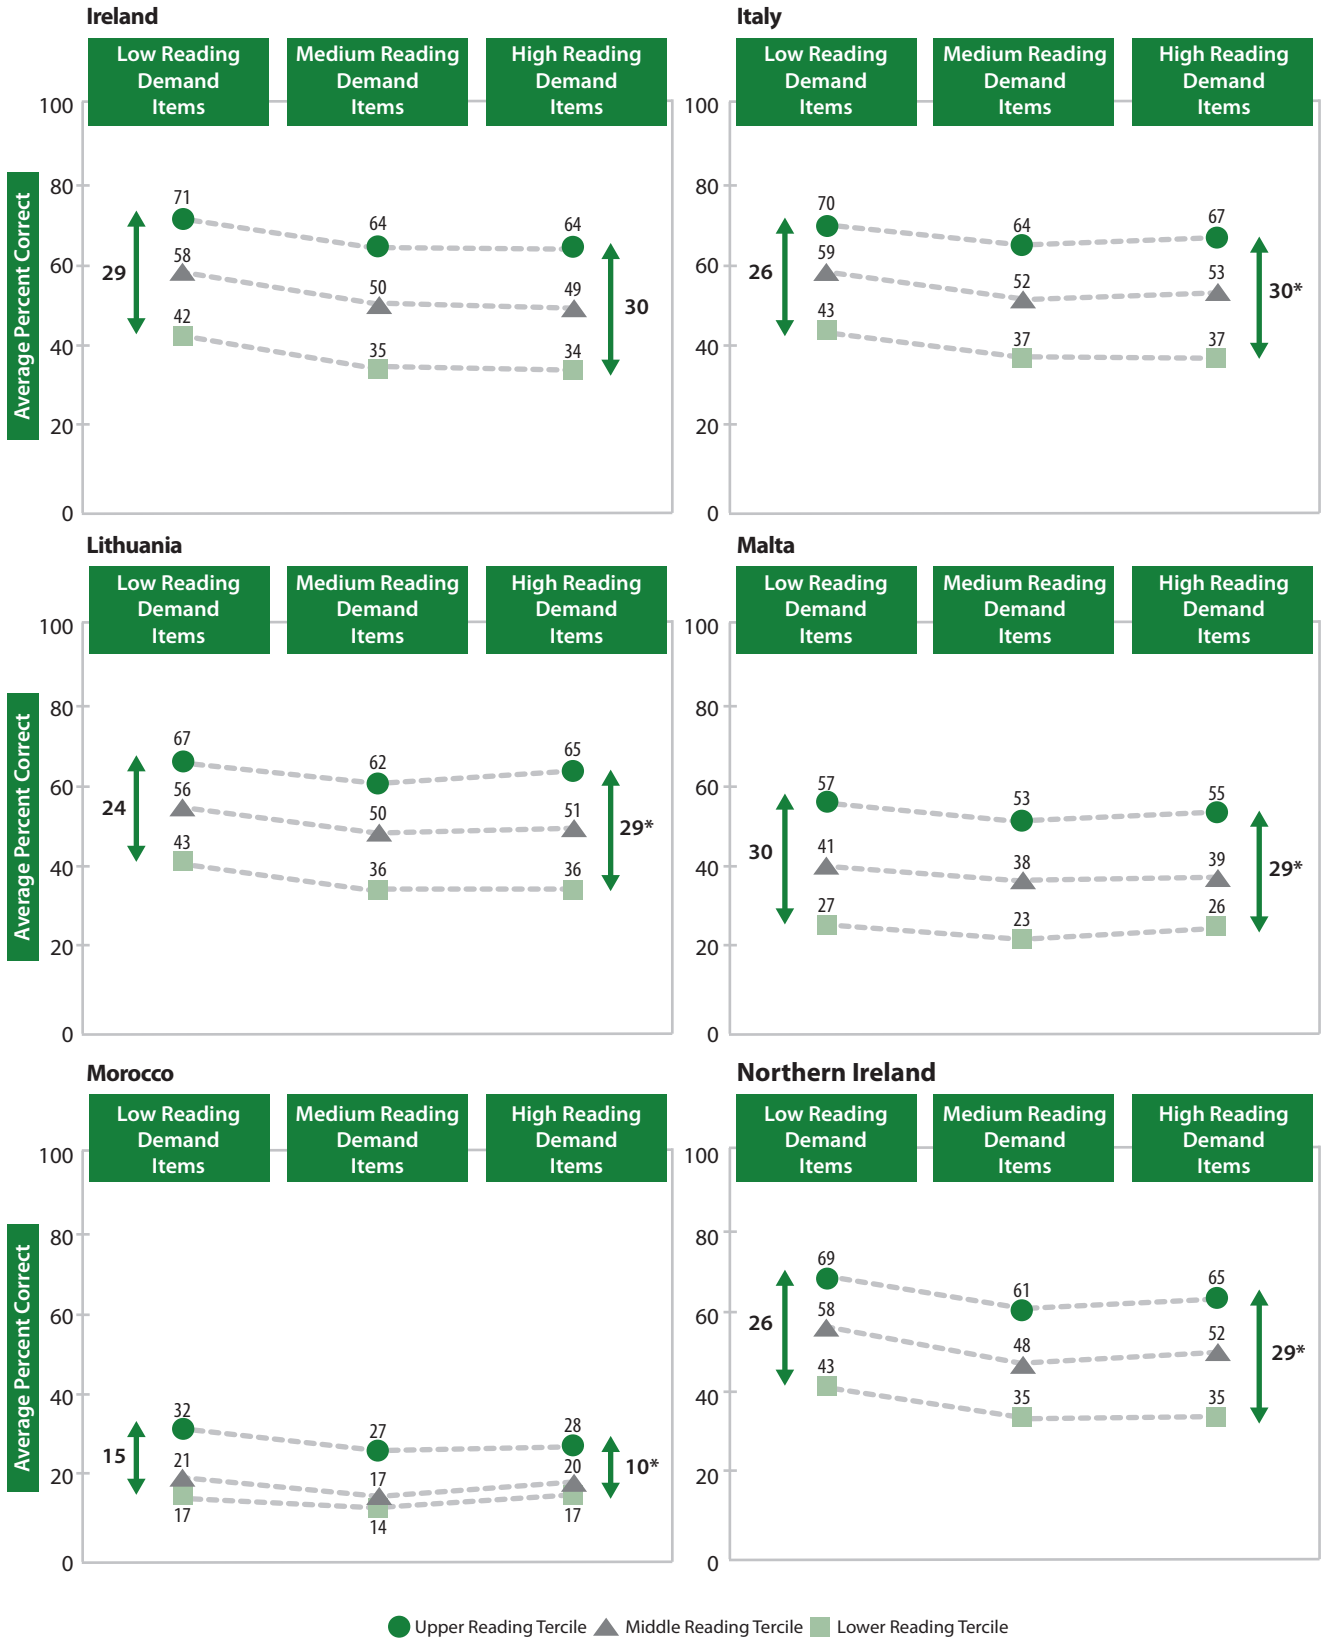 Ireland
Low Reading
Demand
Items
Medium Reading
Demand
Items
High Reading
Demand
Items
Average Percent Correct
100
80
60
40
20
0
29
71
58
42
64
50
35
64
49
34
30
Italy
Low Reading
Demand
Items
Medium Reading
Demand
Items
High Reading
Demand
Items
100
80
60
40
20
0
26
70
59
43
64
52
37
67
53
37
30*
Lithuania
Low Reading
Demand
Items
Medium Reading
Demand
Items
High Reading
Demand
Items
Average Percent Correct
100
80
60
40
20
0
24
67
56
43
62
50
36
65
51
36
29*
Malta
Low Reading
Demand
Items
Medium Reading
Demand
Items
High Reading
Demand
Items
100
80
60
40
20
0
30
57
41
27
53
38
23
55
39
26
29*
Morocco
Low Reading
Demand
Items
Medium Reading
Demand
Items
High Reading
Demand
Items
Average Percent Correct
100
80
60
40
20
0
15
32
21
17
27
17
14
28
20
17
10*
Northern Ireland
Low Reading
Demand
Items
Medium Reading
Demand
Items
High Reading
Demand
Items
100
80
60
40
20
0
26
69
58
43
61
48
35
65
52
35
29*
Upper Reading Tercile Middle Reading Tercile Lower Reading Tercile